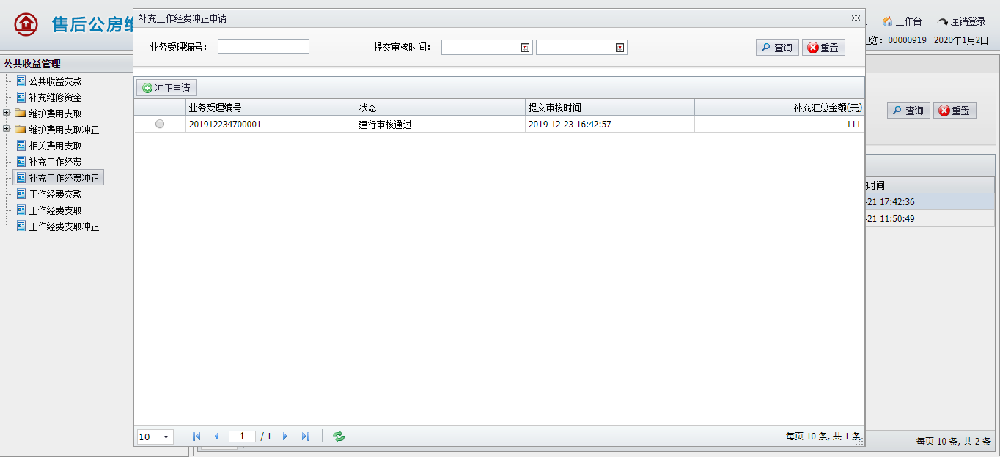 售后公房维
工作台 注销登录
迎您: 00000919 2020年1月2日
公共收益管理
公共收益交款
补充维修资金
维护费用支取
维护费用支取冲正
相关费用支取
补充工作经费
补充工作经费冲正
工作经费交款
工作经费支取
工作经费支取冲正
补充工作经费冲正申请
业务受理编号: 提交审核时间: 查询 重置
冲正申请
业务受理编号 状态 提交审核时间 补充汇总金额(元)
201912234700001 建行审核通过 2019-12-23 16:42:57 111
10 1 / 1 每页 10 条, 共 1 条
查询 重置
时间
-21 17:42:36
-21 11:50:49
每页 10 条, 共 2 条